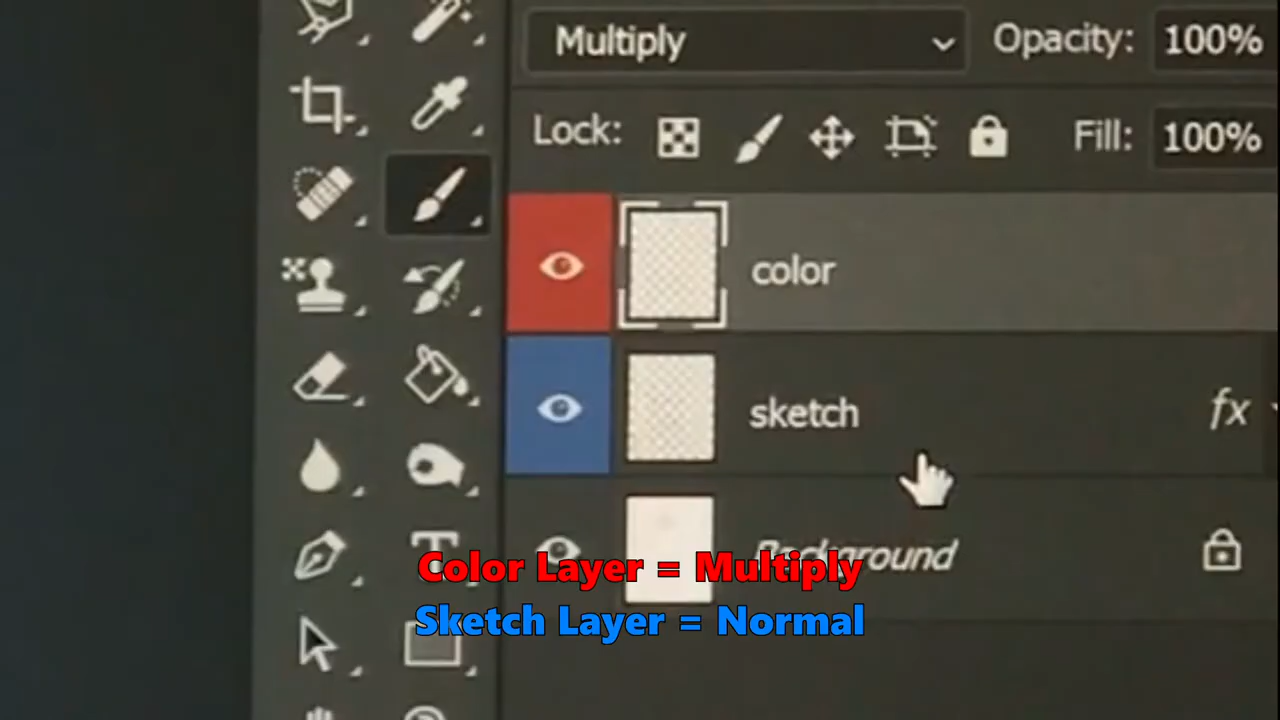 Multiply
Opacity: 100%
Lock:
Fill: 100%
color
sketch
fx
Background
Color Layer = Multiply
Sketch Layer = Normal